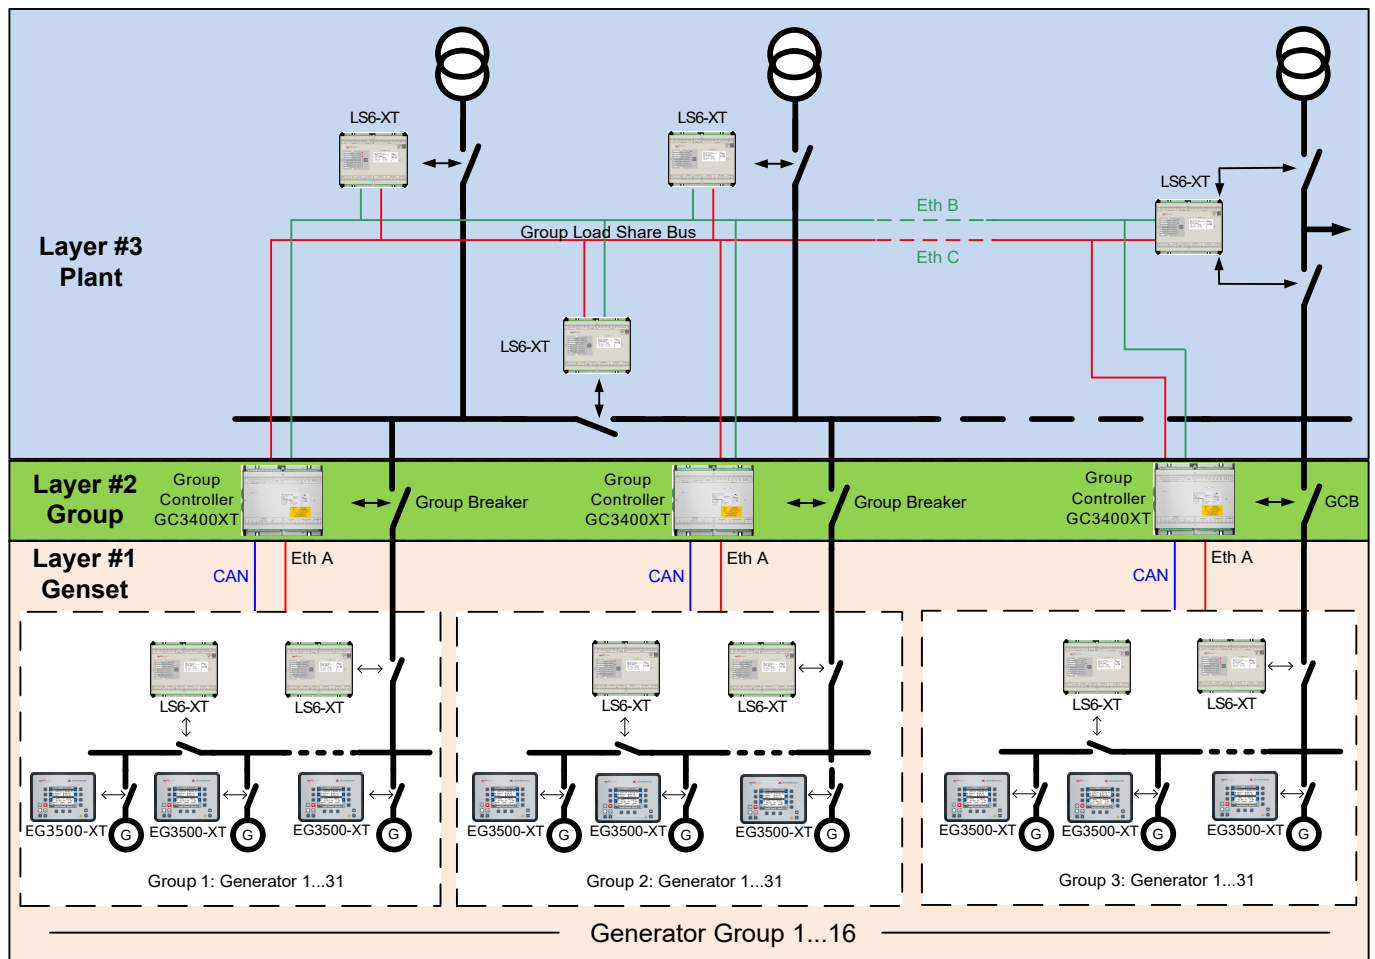 LS6-XT
LS6-XT
LS6-XT
Eth B
Group Load Share Bus
Eth C
Layer #3
Plant
LS6-XT
Layer #2
Group
Group
Controller
GC3400XT
Group Breaker
Group
Controller
GC3400XT
Group Breaker
Group
Controller
GC3400XT
GCB
Layer #1
Genset
CAN
Eth A
CAN
Eth A
CAN
Eth A
LS6-XT
LS6-XT
LS6-XT
LS6-XT
LS6-XT
LS6-XT
EG3500-XT
G
EG3500-XT
G
EG3500-XT
G
EG3500-XT
G
EG3500-XT
G
EG3500-XT
G
EG3500-XT
G
EG3500-XT
G
EG3500-XT
G
Group 1: Generator 1...31
Group 2: Generator 1...31
Group 3: Generator 1...31
Generator Group 1...16